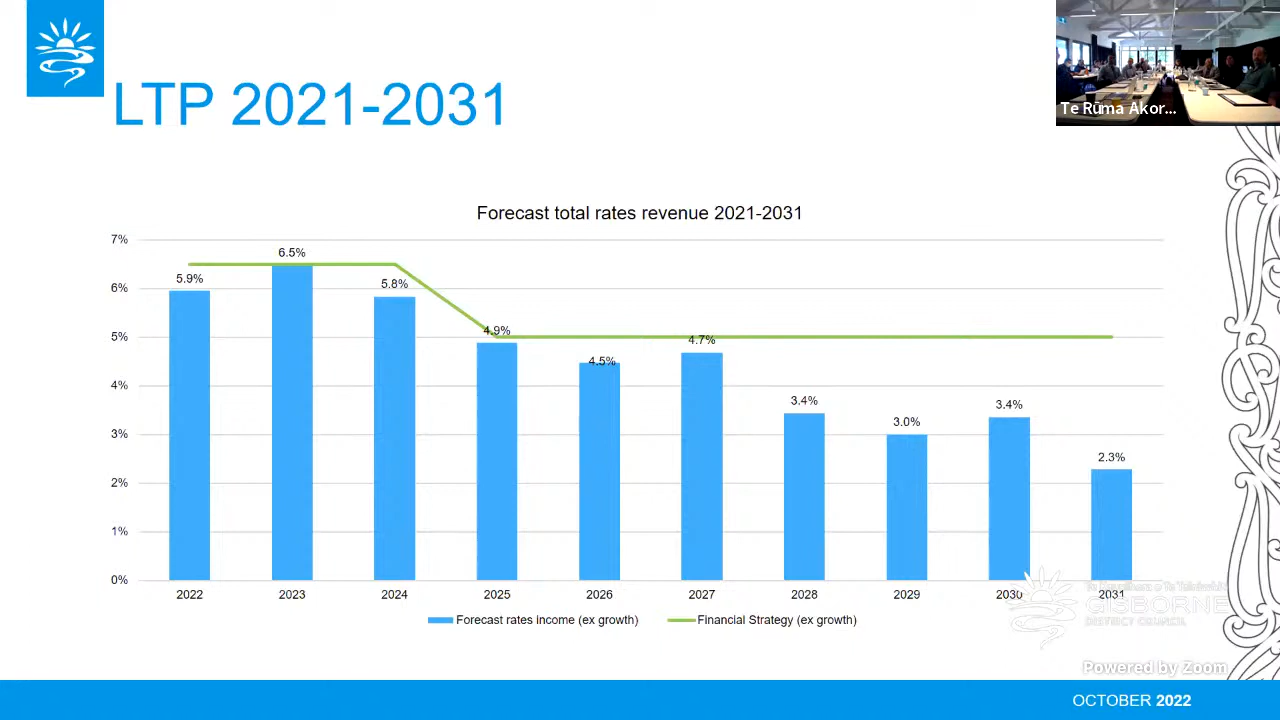 LTP 2021-2031
Te Rūma Akor...
Forecast total rates revenue 2021-2031
7%
6%
5%
4%
3%
2%
1%
0%
5.9%
6.5%
5.8%
4.9%
4.5%
4.7%
3.4%
3.0%
3.4%
2.3%
2022 2023 2024 2025 2026 2027 2028 2029 2030 2031
Forecast rates income (ex growth) Financial Strategy (ex growth)
GISBORNE
DISTRICT COUNCIL
Powered by Zoom
OCTOBER 2022